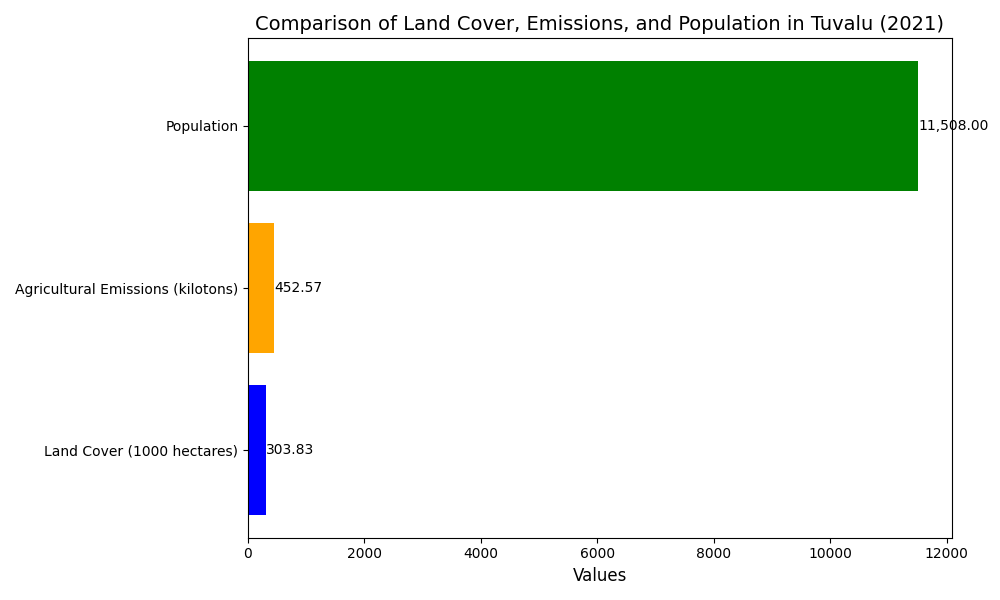 Comparison of Land Cover, Emissions, and Population in Tuvalu (2021)
Population
11,508.00
Agricultural Emissions (kilotons)
452.57
Land Cover (1000 hectares)
303.83
0 2000 4000 6000 8000 10000 12000
Values